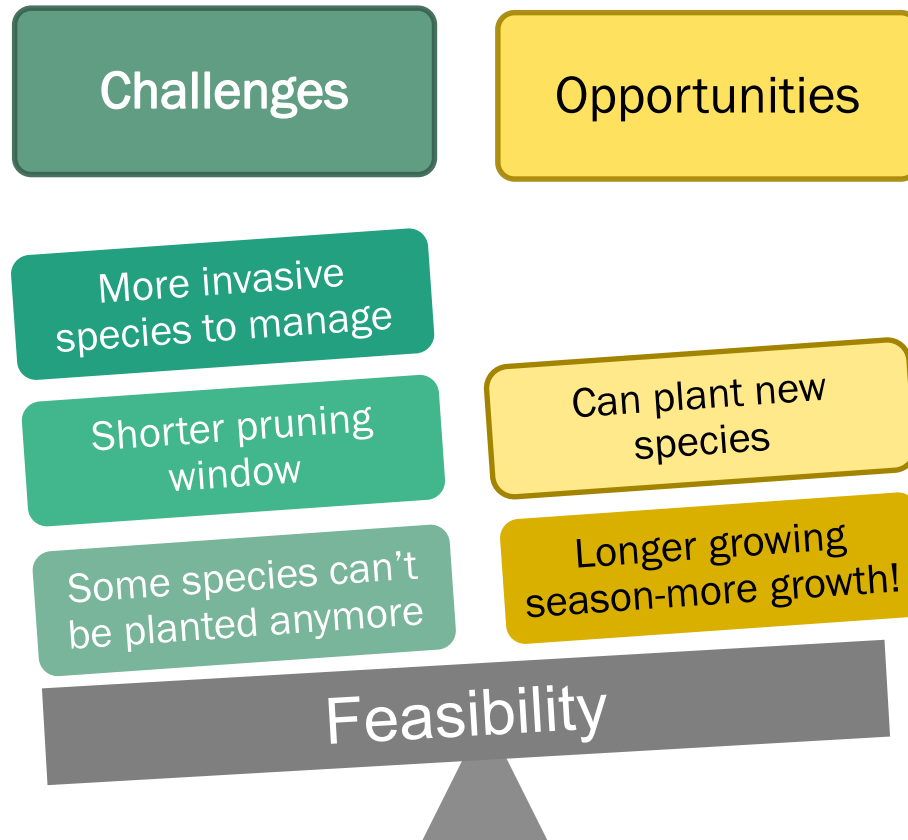 Challenges
Opportunities
More invasive
species to manage
Shorter pruning
window
Some species can’t
be planted anymore
Can plant new
species
Longer growing
season-more growth!
Feasibility